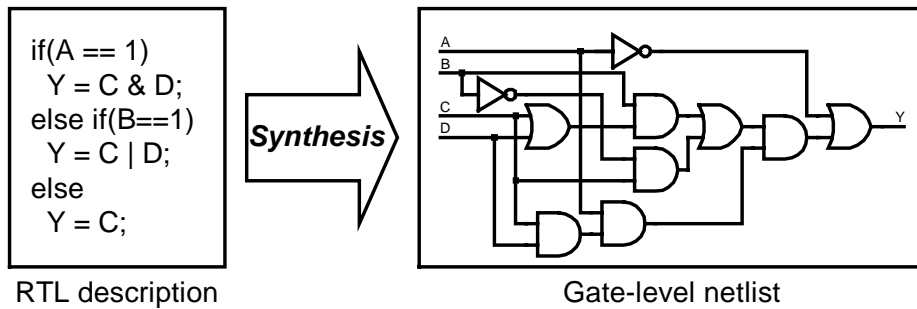 if(A == 1)
Y = C & D;
else if(B==1)
Y = C | D;
else
Y = C;
Synthesis
A
B
C
D
Y
RTL description
Gate-level netlist